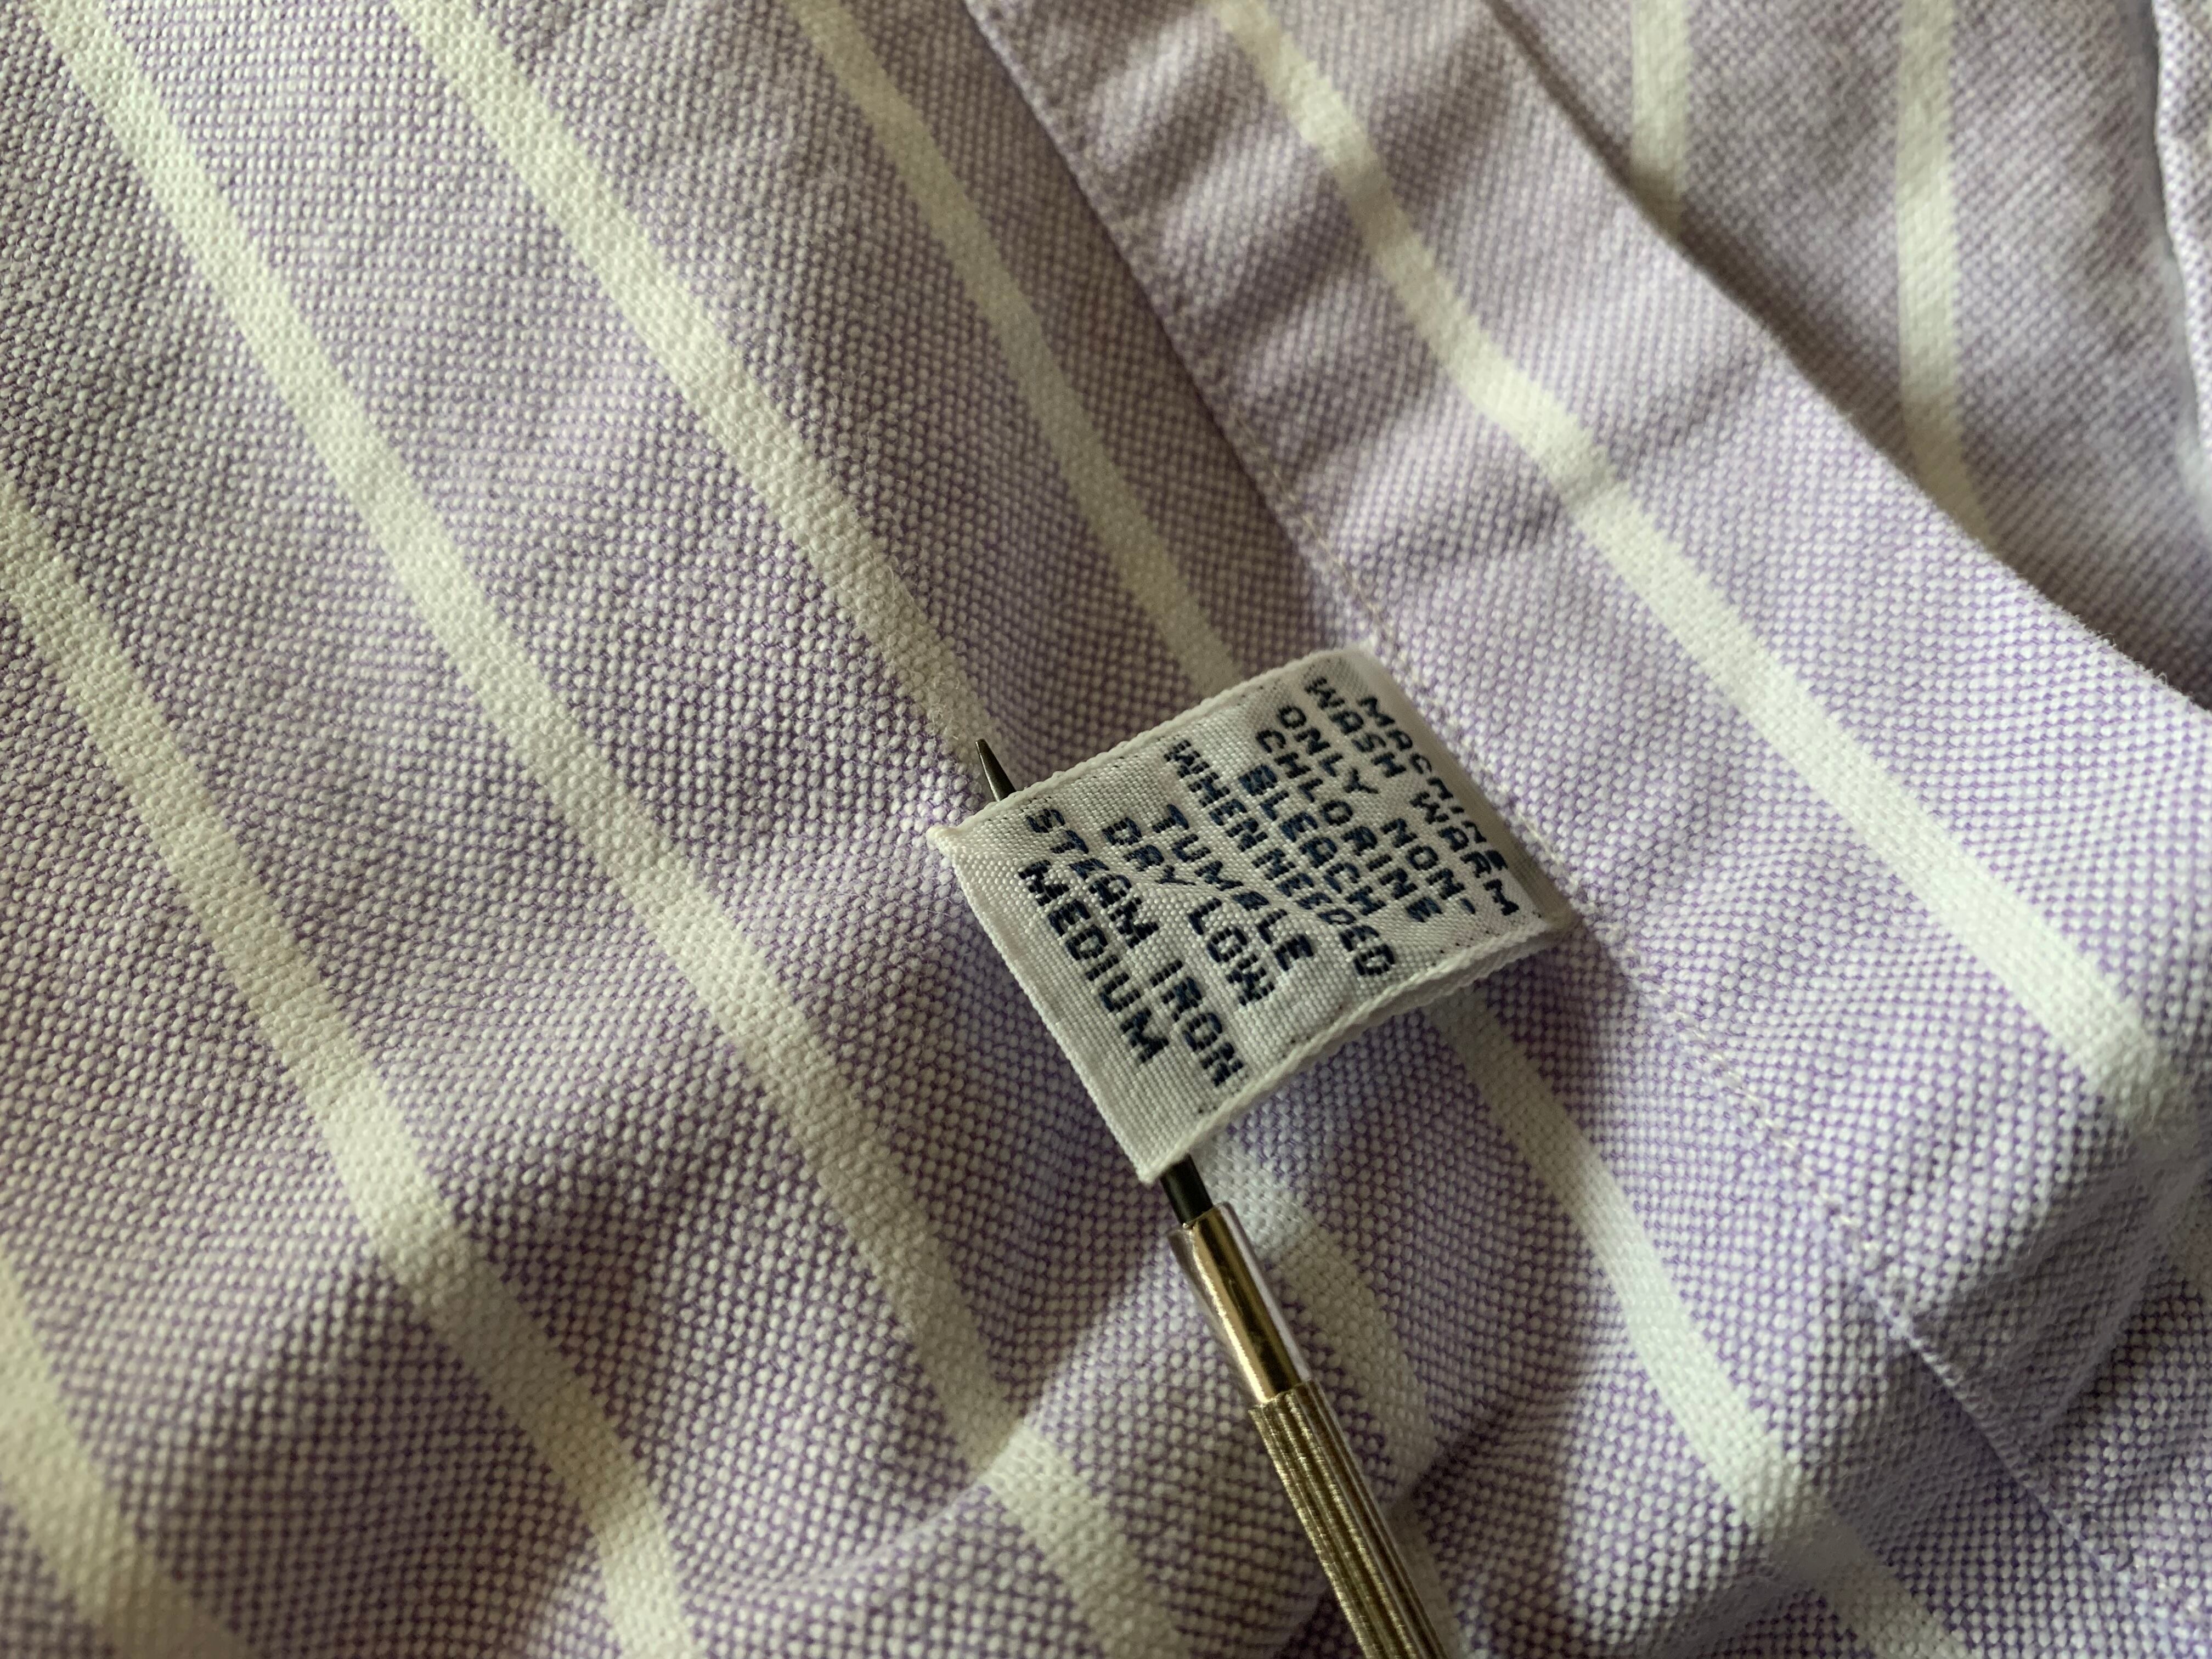 MACHINE
WASH WARM
ONLY NON-
CHLORINE
BLEACH
WHEN NEEDED
TUMBLE
DRY LOW
STEAM IRON
MEDIUM